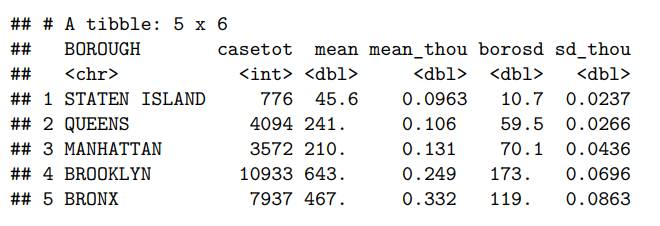 ## # A tibble: 5 x 6
##   BOROUGH       casetot  mean mean_thou borosd sd_thou
##   <chr>           <int> <dbl>     <dbl>  <dbl>   <dbl>
## 1 STATEN ISLAND     776  45.6    0.0963   10.7  0.0237
## 2 QUEENS           4094 241.     0.106    59.5  0.0266
## 3 MANHATTAN        3572 210.     0.131    70.1  0.0436
## 4 BROOKLYN        10933 643.     0.249   173.   0.0696
## 5 BRONX            7937 467.     0.332   119.   0.0863